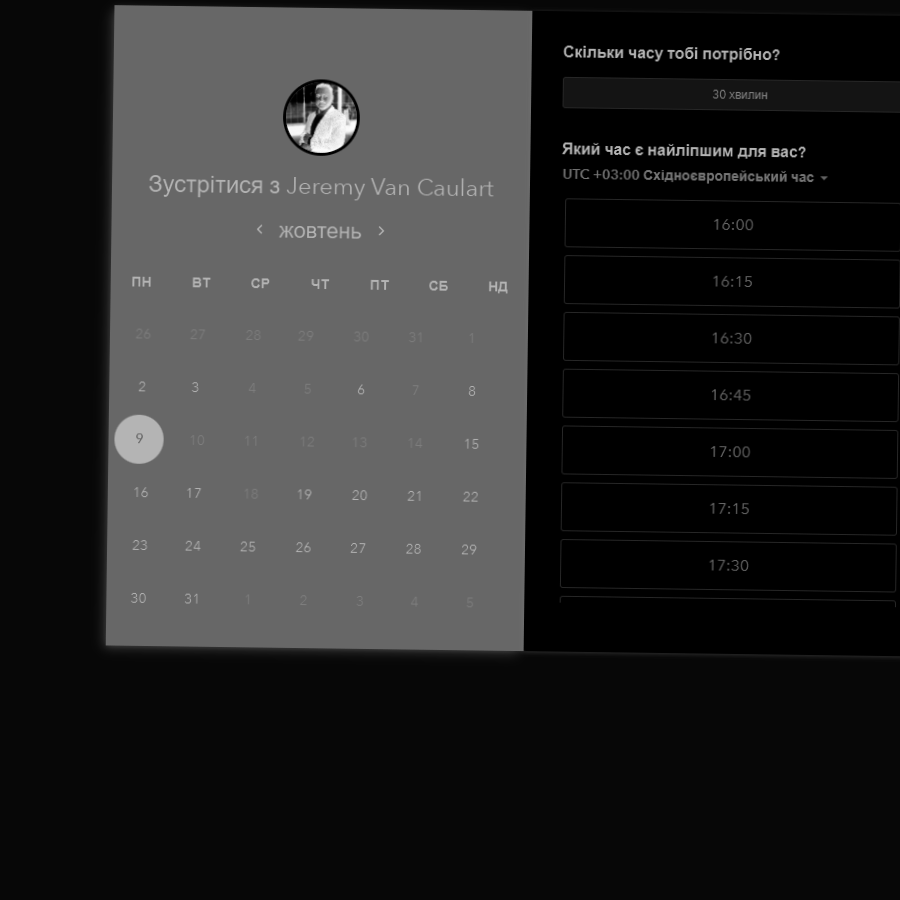 Зустрітися з Jeremy Van Caulart
жовтень
ПН ВТ СР ЧТ ПТ СБ НД
26 27 28 29 30 31 1
2 3 4 5 6 7 8
9 10 11 12 13 14 15
16 17 18 19 20 21 22
23 24 25 26 27 28 29
30 31 1 2 3 4 5
Скільки часу тобі потрібно?
30 хвилин
Який час є найліпшим для вас?
UTC +03:00 Східноєвропейський час
16:00
16:15
16:30
16:45
17:00
17:15
17:30